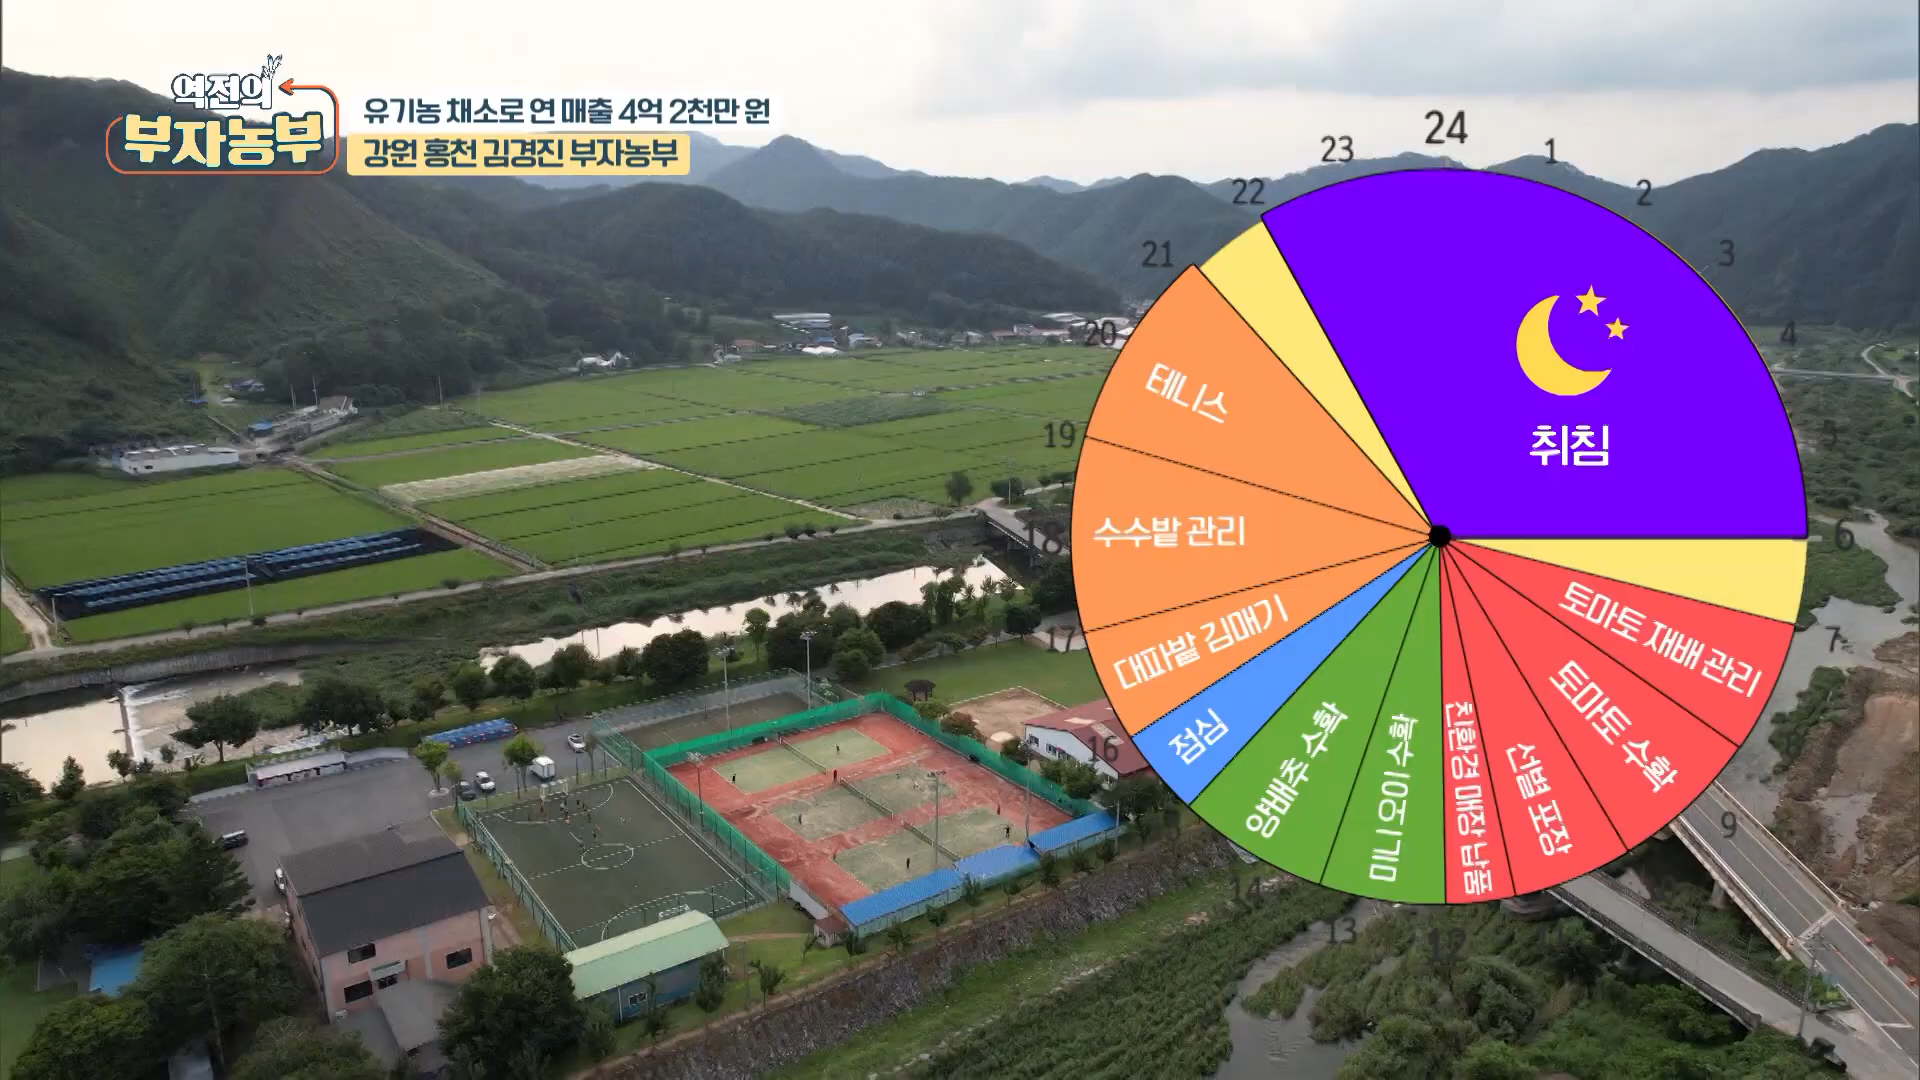 역전의
부자농부
유기농 채소로 연 매출 4억 2천만 원
강원 홍천 김경진 부자농부
24
1
2
3
4
5
6
7
9
12
13
14
16
17
18
19
20
21
22
23
취침
토마토 재배 관리
토마토 수확
선별 포장
친환경 매장 납품
미니 오이 수확
양배추 수확
점심
대파밭 김매기
수수밭 관리
테니스